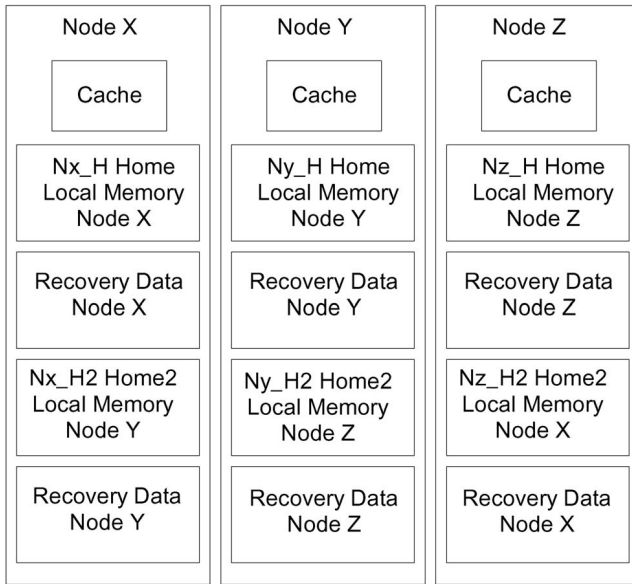 Node X
Cache
Nx_H Home
Local Memory
Node X
Recovery Data
Node X
Nx_H2 Home2
Local Memory
Node Y
Recovery Data
Node Y
Node Y
Cache
Ny_H Home
Local Memory
Node Y
Recovery Data
Node Y
Ny_H2 Home2
Local Memory
Node Z
Recovery Data
Node Z
Node Z
Cache
Nz_H Home
Local Memory
Node Z
Recovery Data
Node Z
Nz_H2 Home2
Local Memory
Node X
Recovery Data
Node X